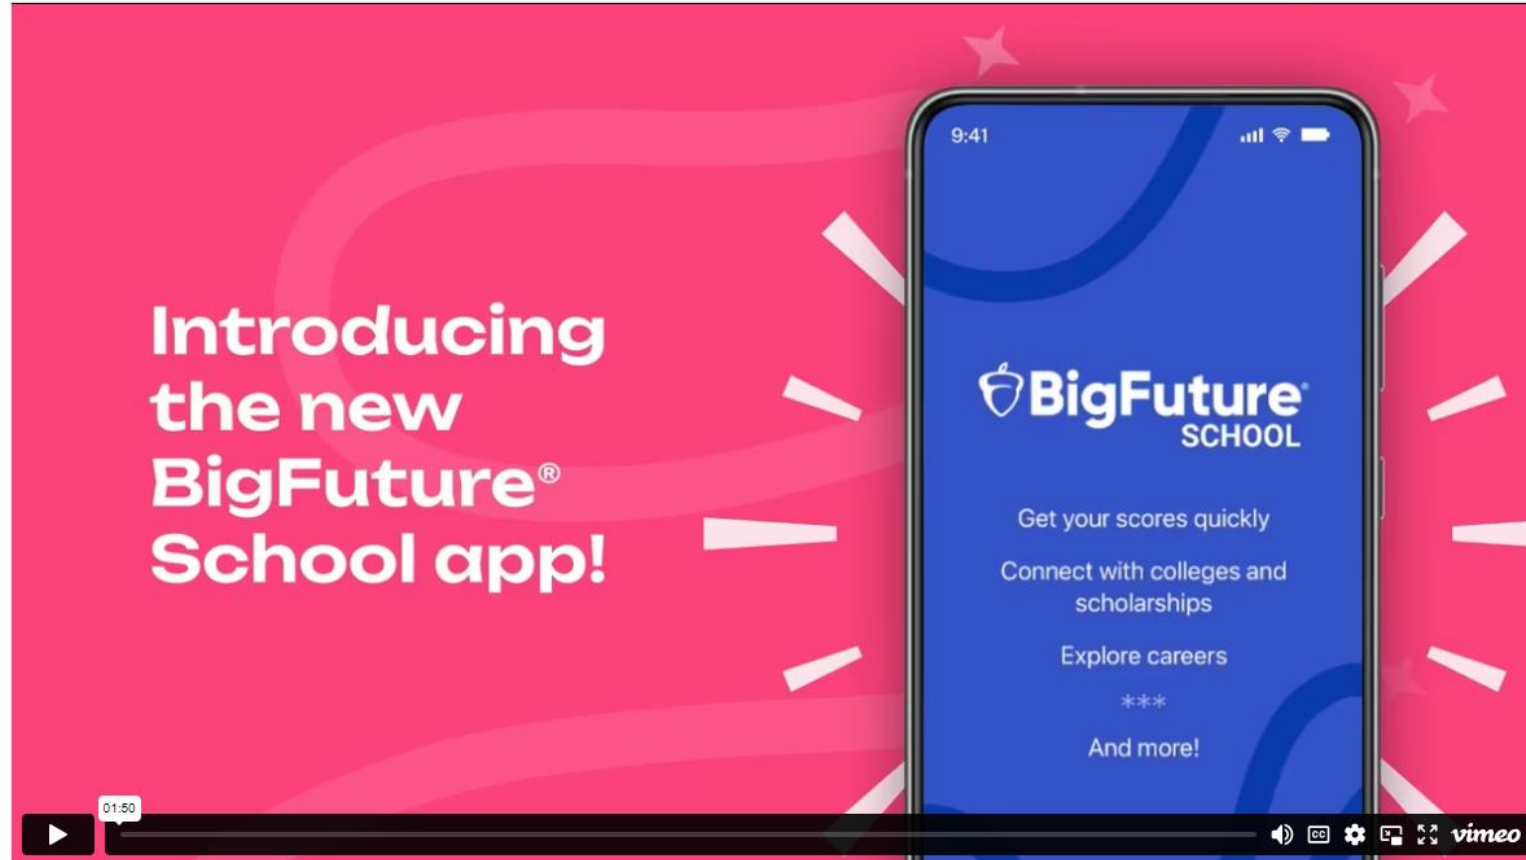 Introducing
the new
BigFuture®
School app!
9:41
BigFuture®
SCHOOL
Get your scores quickly
Connect with colleges and
scholarships
Explore careers
***
And more!
01:50
CC
vimeo